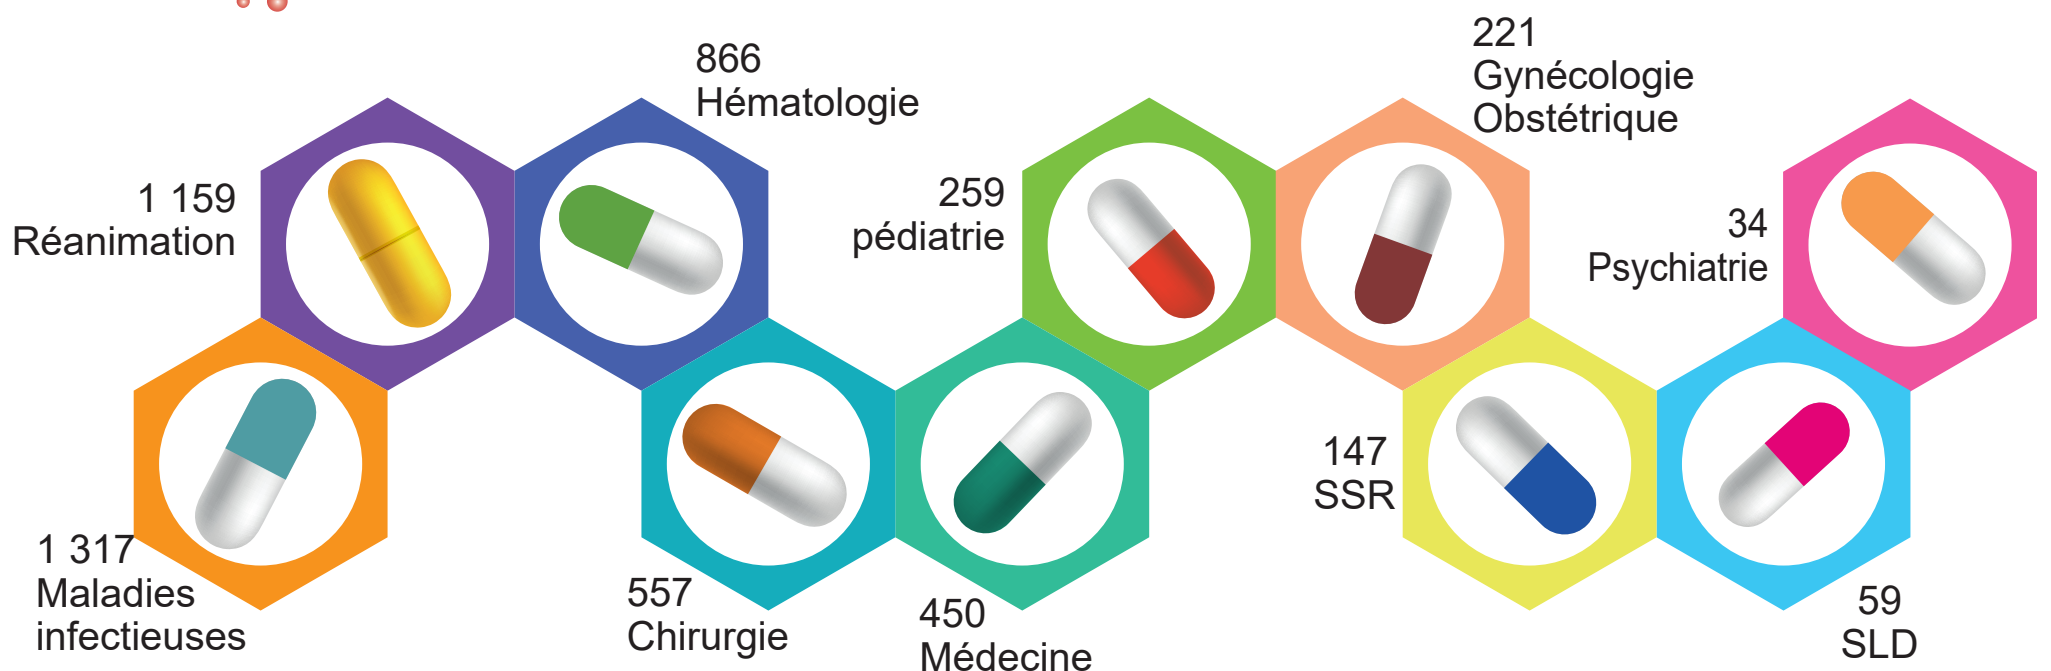 1 317
Maladies
infectieuses
1 159
Réanimation
866
Hématologie
557
Chirurgie
450
Médecine
259
pédiatrie
221
Gynécologie
Obstétrique
147
SSR
59
SLD
34
Psychiatrie